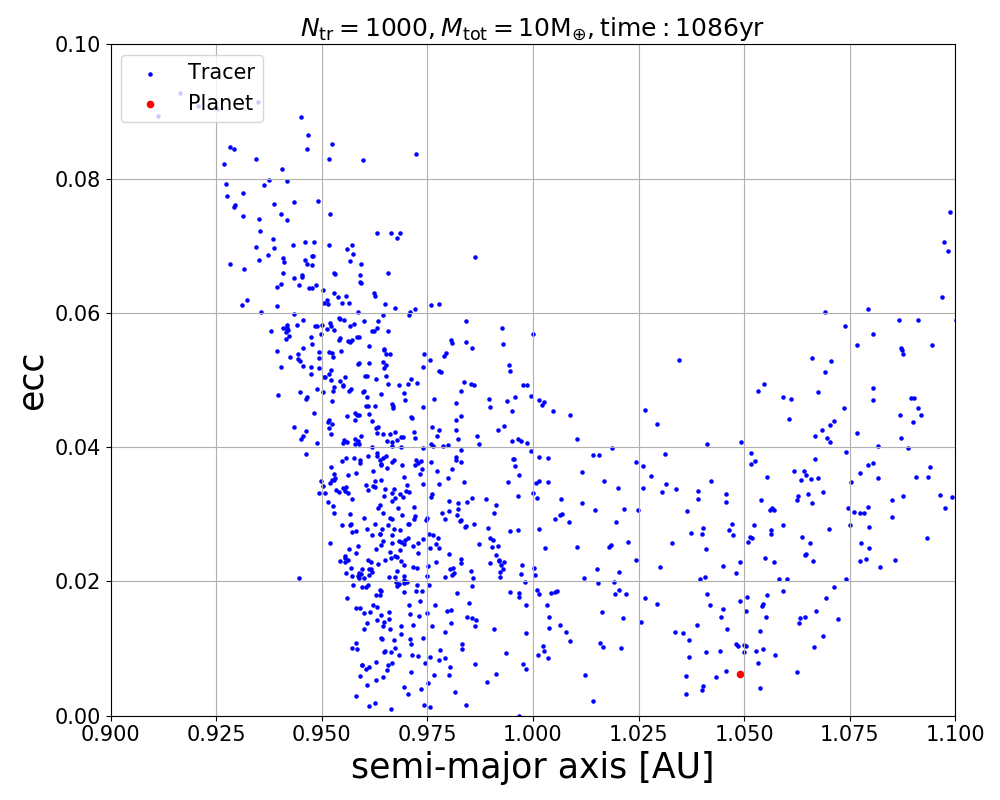 N_tr = 1000, M_tot = 10M_⊕, time : 1086yr
Tracer
Planet
0.10
0.08
0.06
0.04
0.02
0.00
ecc
0.900 0.925 0.950 0.975 1.000 1.025 1.050 1.075 1.100
semi-major axis [AU]